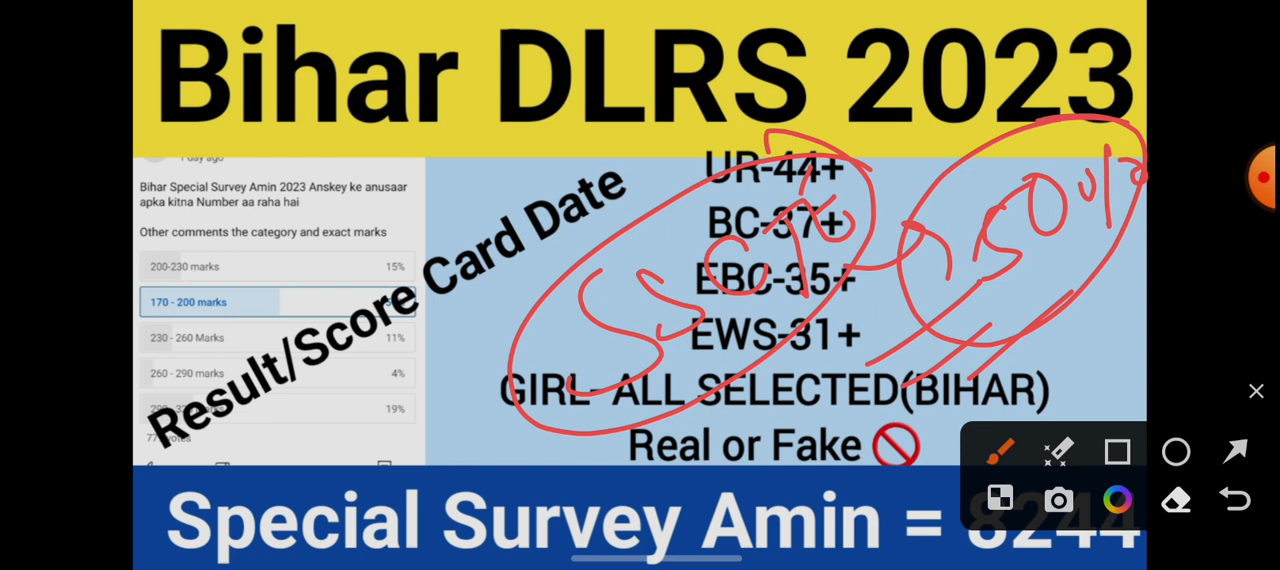 Bihar DLRS 2023
1 day ago
Bihar Special Survey Amin 2023 Anskey ke anusaar
apka kitna Number aa raha hai
Other comments the category and exact marks
200-230 marks 15%
170 - 200 marks
230 - 260 Marks 11%
260 - 290 marks 4%
19%
votes
Result/Score Card Date
UR-44+
BC-37+
EBC-35+
EWS-31+
GIRL- ALL SELECTED(BIHAR)
Real or Fake
Special Survey Amin = 8244